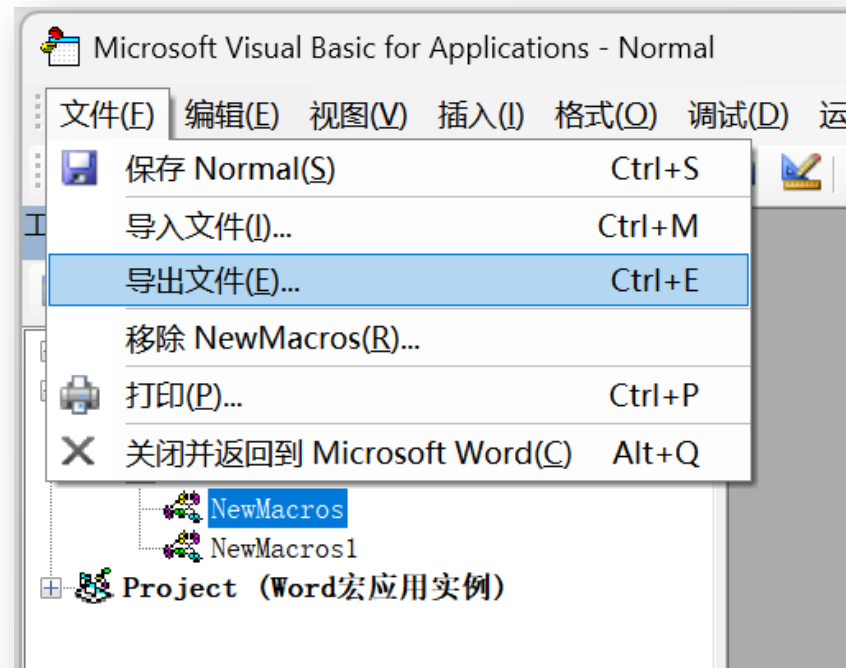 Microsoft Visual Basic for Applications - Normal
文件(F) 编辑(E) 视图(V) 插入(I) 格式(O) 调试(D) 运
保存 Normal(S) Ctrl+S
导入文件(I)... Ctrl+M
工
导出文件(E)... Ctrl+E
移除 NewMacros(R)...
打印(P)... Ctrl+P
关闭并返回到 Microsoft Word(C) Alt+Q
NewMacros
NewMacros1
Project (Word宏应用实例)